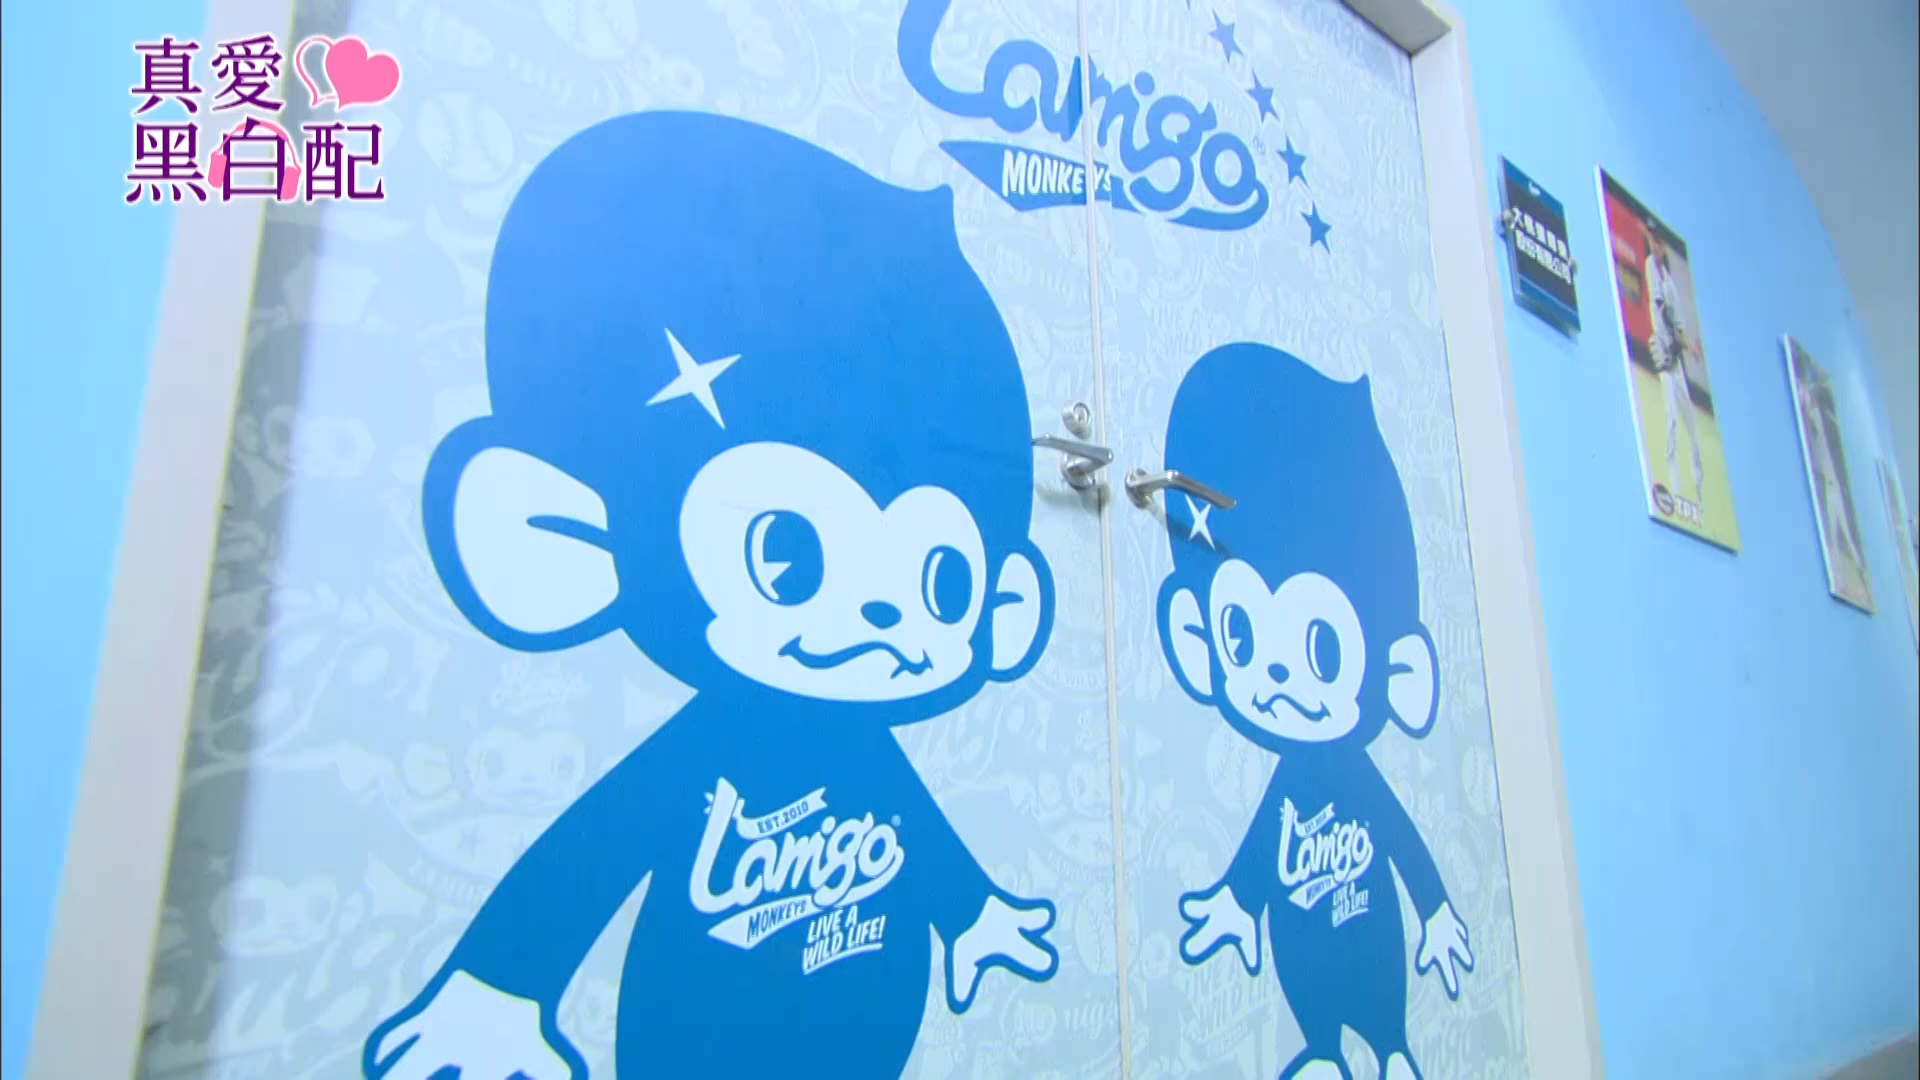 真愛
黑白配
Lamigo
MONKEYS
EST.2010
Lamigo
MONKEYS
LIVE A
WILD LIFE!
Lamigo
MONKEYS
LIVE A
WILD LIFE!